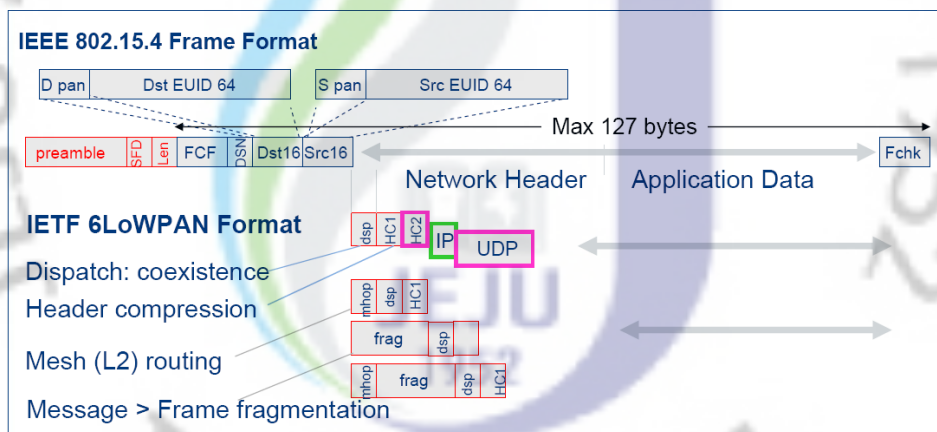 IEEE 802.15.4 Frame Format
D pan Dst EUID 64 S pan Src EUID 64
Max 127 bytes
preamble SFD Len FCF DSN Dst16 Src16 Fchk
Network Header Application Data
IETF 6LoWPAN Format
dsp HC1 HC2 IP UDP
Dispatch: coexistence
Header compression
mhop dsp HC1
JEJU
frag dsp
Mesh (L2) routing
1952
mhop frag dsp HC1
Message > Frame fragmentation